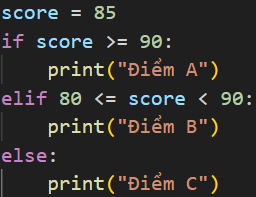 score = 85
if score >= 90:
    print("Điểm A")
elif 80 <= score < 90:
    print("Điểm B")
else:
    print("Điểm C")